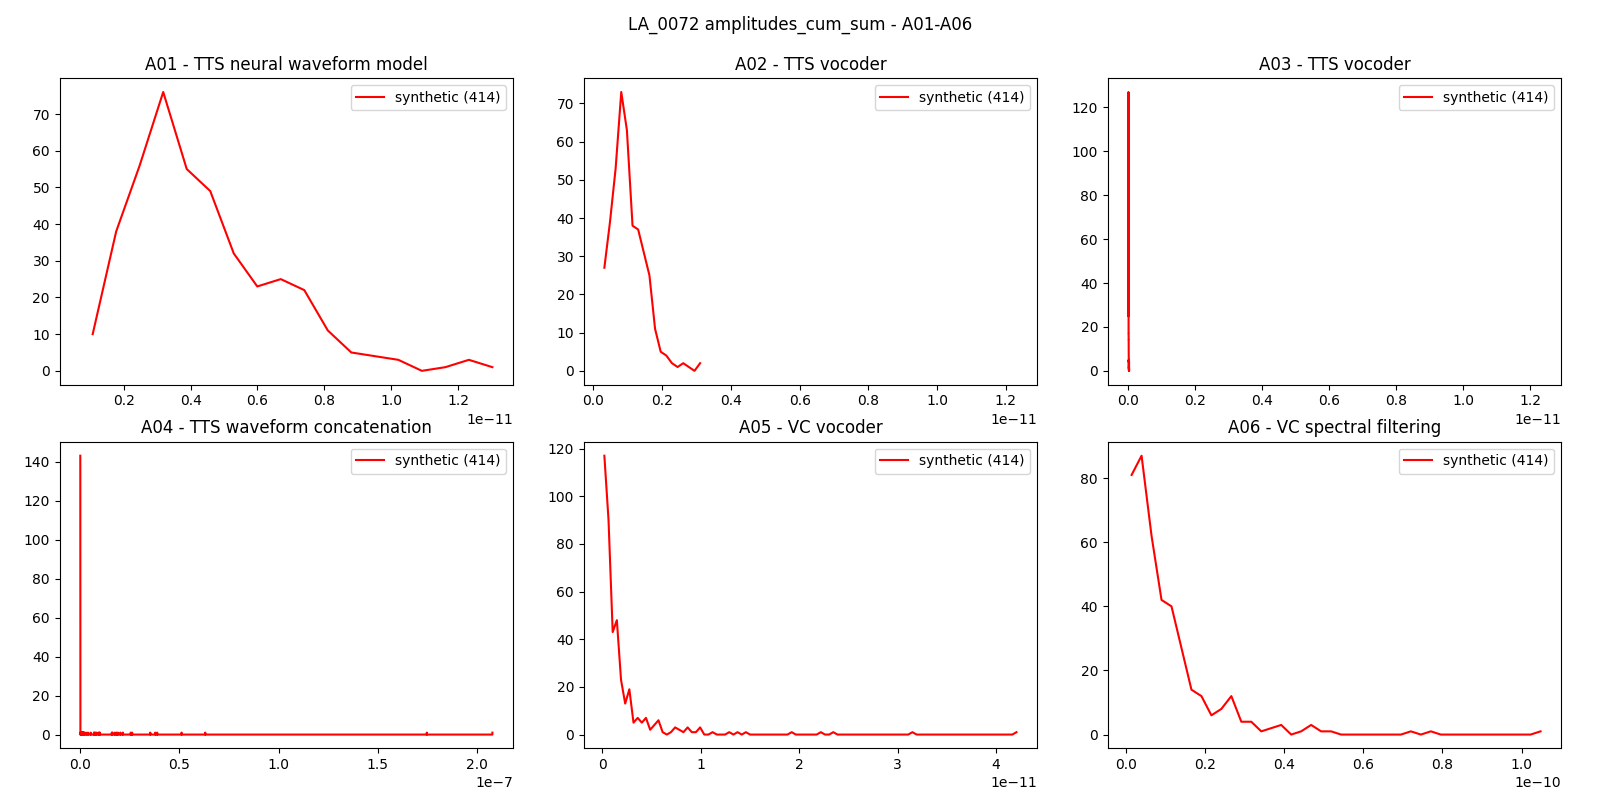 LA_0072 amplitudes_cum_sum - A01-A06
A01 - TTS neural waveform model
synthetic (414)
70
60
50
40
30
20
10
0
0.2 0.4 0.6 0.8 1.0 1.2
1e−11
A02 - TTS vocoder
synthetic (414)
70
60
50
40
30
20
10
0
0.0 0.2 0.4 0.6 0.8 1.0 1.2
1e−11
A03 - TTS vocoder
synthetic (414)
120
100
80
60
40
20
0
0.0 0.2 0.4 0.6 0.8 1.0 1.2
1e−11
A04 - TTS waveform concatenation
synthetic (414)
140
120
100
80
60
40
20
0
0.0 0.5 1.0 1.5 2.0
1e−7
A05 - VC vocoder
synthetic (414)
120
100
80
60
40
20
0
0 1 2 3 4
1e−11
A06 - VC spectral filtering
synthetic (414)
80
60
40
20
0
0.0 0.2 0.4 0.6 0.8 1.0
1e−10